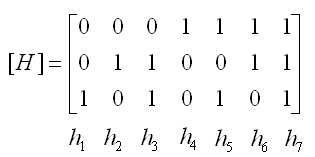 0 0 0 1 1 1 1
[H] = 0 1 1 0 0 1 1
1 0 1 0 1 0 1
h₁ h₂ h₃ h₄ h₅ h₆ h₇